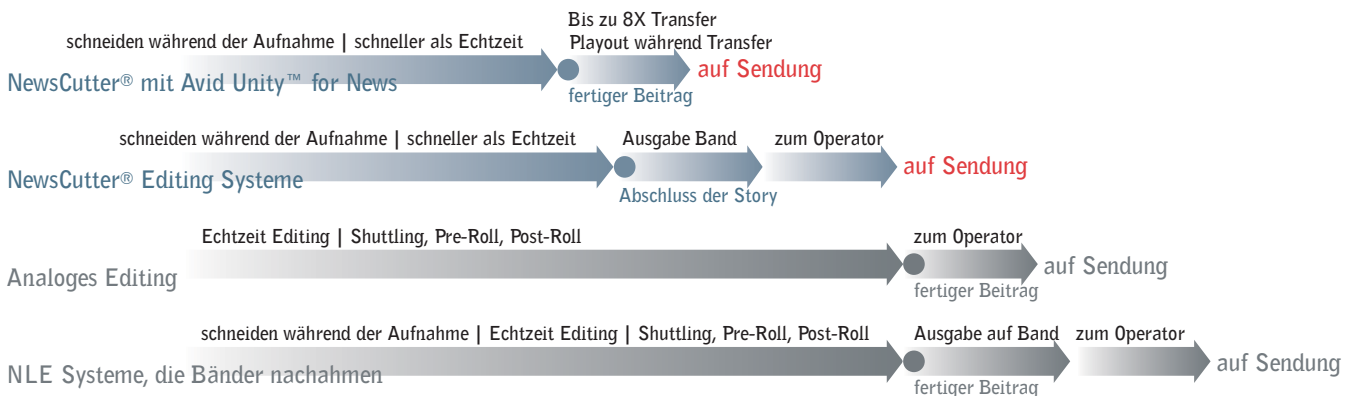 Bis zu 8X Transfer
schneiden während der Aufnahme | schneller als Echtzeit
Playout während Transfer
auf Sendung
NewsCutter® mit Avid Unity™ for News
fertiger Beitrag
schneiden während der Aufnahme | schneller als Echtzeit
Ausgabe Band
zum Operator
auf Sendung
NewsCutter® Editing Systeme
Abschluss der Story
Echtzeit Editing | Shuttling, Pre-Roll, Post-Roll
zum Operator
auf Sendung
Analoges Editing
fertiger Beitrag
schneiden während der Aufnahme | Echtzeit Editing | Shuttling, Pre-Roll, Post-Roll
Ausgabe auf Band
zum Operator
auf Sendung
NLE Systeme, die Bänder nachahmen
fertiger Beitrag